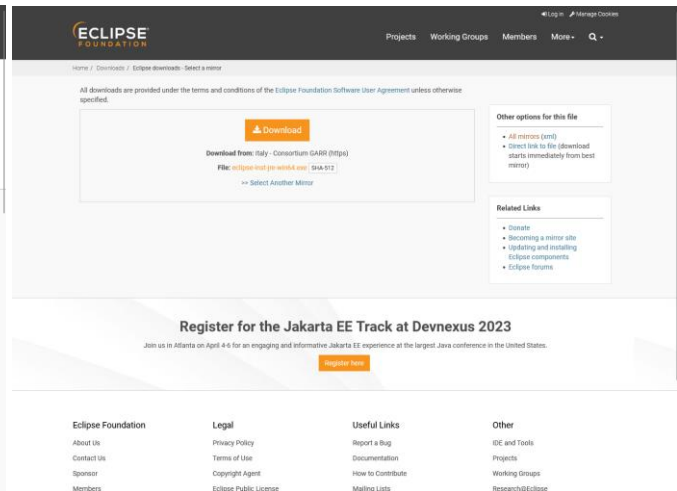 Log in Manage Cookies
ECLIPSE
FOUNDATION
Projects Working Groups Members More
Home / Downloads / Eclipse downloads - Select a mirror
All downloads are provided under the terms and conditions of the Eclipse Foundation Software User Agreement unless otherwise
specified.
Download
Download from: Italy - Consortium GARR (https)
File: eclipse-inst-jre-win64.exe SHA-512
>> Select Another Mirror
Other options for this file
All mirrors (xml)
Direct link to file (download
starts immediately from best
mirror)
Related Links
Donate
Becoming a mirror site
Updating and installing
Eclipse components
Eclipse forums
Register for the Jakarta EE Track at Devnexus 2023
Join us in Atlanta on April 4-6 for an engaging and informative Jakarta EE experience at the largest Java conference in the United States.
Register here
Eclipse Foundation
About Us
Contact Us
Sponsor
Members
Legal
Privacy Policy
Terms of Use
Copyright Agent
Eclipse Public License
Useful Links
Report a Bug
Documentation
How to Contribute
Mailing Lists
Other
IDE and Tools
Projects
Working Groups
Research@Eclipse